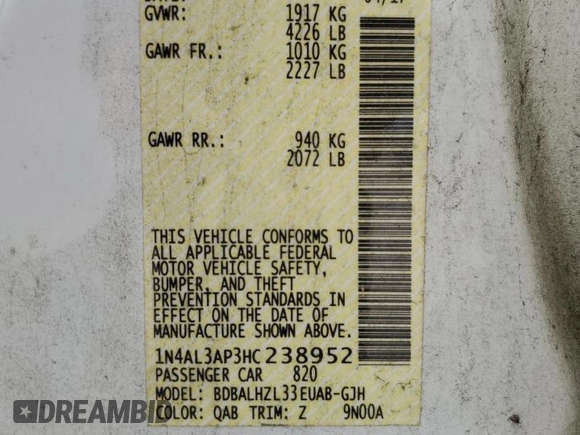 GVWR: 1917 KG
4226 LB
GAWR FR.: 1010 KG
2227 LB
GAWR RR.: 940 KG
2072 LB
THIS VEHICLE CONFORMS TO
ALL APPLICABLE FEDERAL
MOTOR VEHICLE SAFETY,
BUMPER, AND THEFT
PREVENTION STANDARDS IN
EFFECT ON THE DATE OF
MANUFACTURE SHOWN ABOVE.
1N4AL3AP3HC238952
PASSENGER CAR 820
MODEL: BDBALHZL33EUAB-GJH
COLOR: QAB TRIM: Z 9N00A
DREAMBID